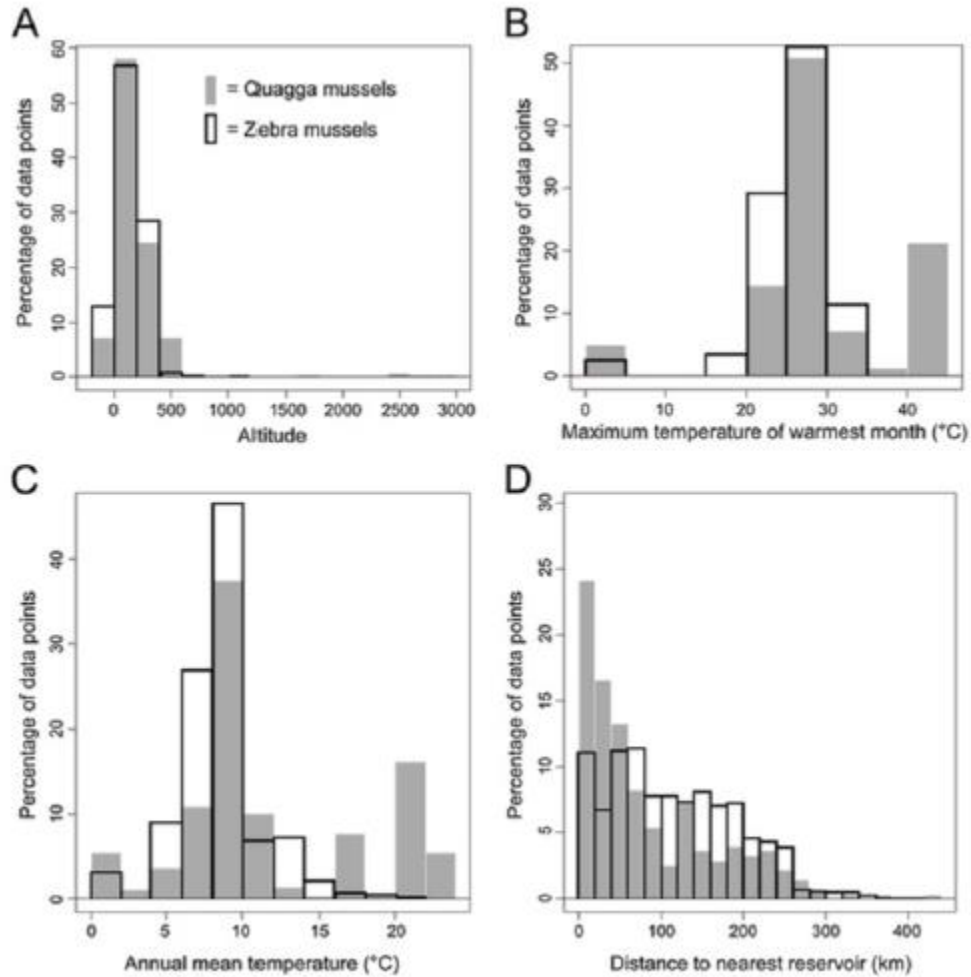 A
Percentage of data points
0 10 20 30 40 50 60
= Quagga mussels
= Zebra mussels
0 500 1000 1500 2000 2500 3000
Altitude
B
Percentage of data points
0 10 20 30 40 50
0 10 20 30 40
Maximum temperature of warmest month (°C)
C
Percentage of data points
0 10 20 30 40
0 5 10 15 20
Annual mean temperature (°C)
D
Percentage of data points
0 5 10 15 20 25 30
0 100 200 300 400
Distance to nearest reservoir (km)